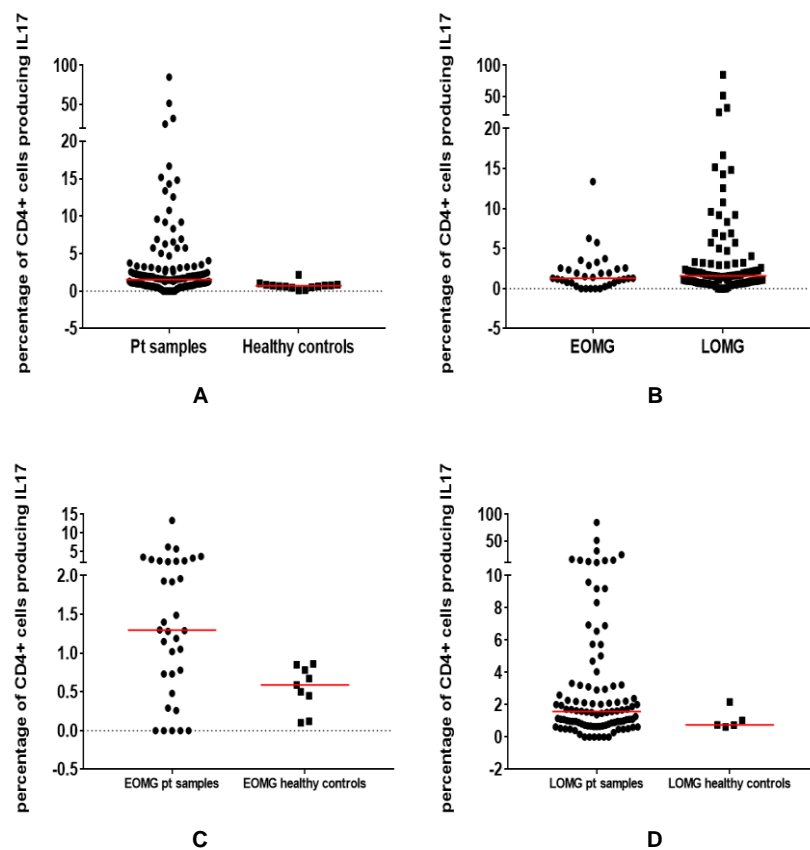 percentage of CD4+ cells producing IL17
100
50
20
15
10
5
0
-5
Pt samples
Healthy controls
A
percentage of CD4+ cells producing IL17
100
50
20
15
10
5
0
-5
EOMG
LOMG
B
percentage of CD4+ cells producing IL17
15
10
5
2.0
1.5
1.0
0.5
0.0
-0.5
EOMG pt samples
EOMG healthy controls
C
percentage of CD4+ cells producing IL17
100
50
10
8
6
4
2
0
-2
LOMG pt samples
LOMG healthy controls
D